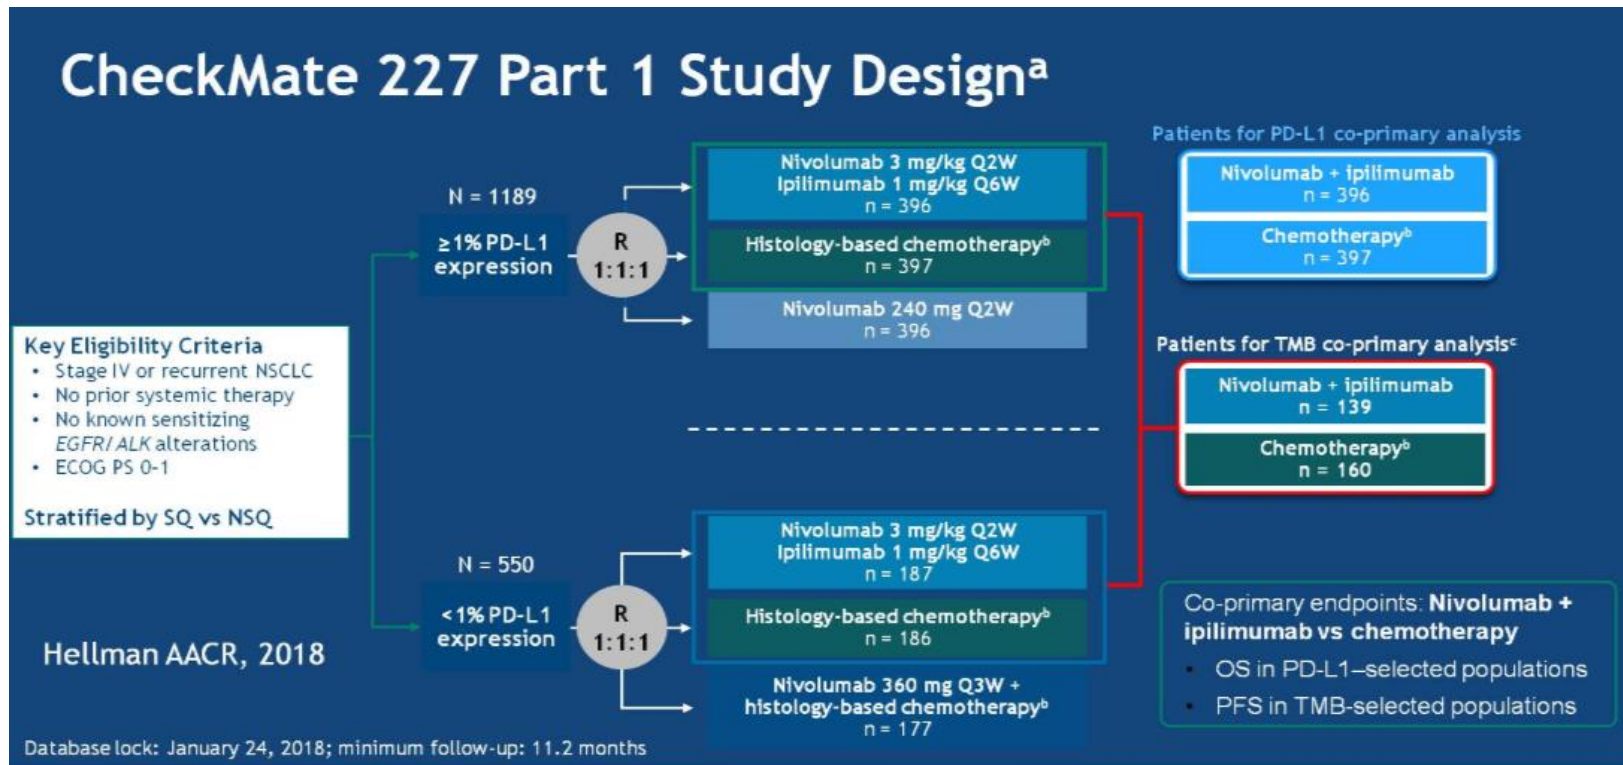 CheckMate 227 Part 1 Study Designᵃ
Key Eligibility Criteria
• Stage IV or recurrent NSCLC
• No prior systemic therapy
• No known sensitizing
EGFR/ALK alterations
• ECOG PS 0-1
Stratified by SQ vs NSQ
N = 1189
≥1% PD-L1
expression
R
1:1:1
Nivolumab 3 mg/kg Q2W
Ipilimumab 1 mg/kg Q6W
n = 396
Histology-based chemotherapyᵇ
n = 397
Nivolumab 240 mg Q2W
n = 396
N = 550
<1% PD-L1
expression
R
1:1:1
Nivolumab 3 mg/kg Q2W
Ipilimumab 1 mg/kg Q6W
n = 187
Histology-based chemotherapyᵇ
n = 186
Nivolumab 360 mg Q3W +
histology-based chemotherapyᵇ
n = 177
Patients for PD-L1 co-primary analysis
Nivolumab + ipilimumab
n = 396
Chemotherapyᵇ
n = 397
Patients for TMB co-primary analysisᶜ
Nivolumab + ipilimumab
n = 139
Chemotherapyᵇ
n = 160
Co-primary endpoints: Nivolumab +
ipilimumab vs chemotherapy
• OS in PD-L1–selected populations
• PFS in TMB-selected populations
Hellman AACR, 2018
Database lock: January 24, 2018; minimum follow-up: 11.2 months